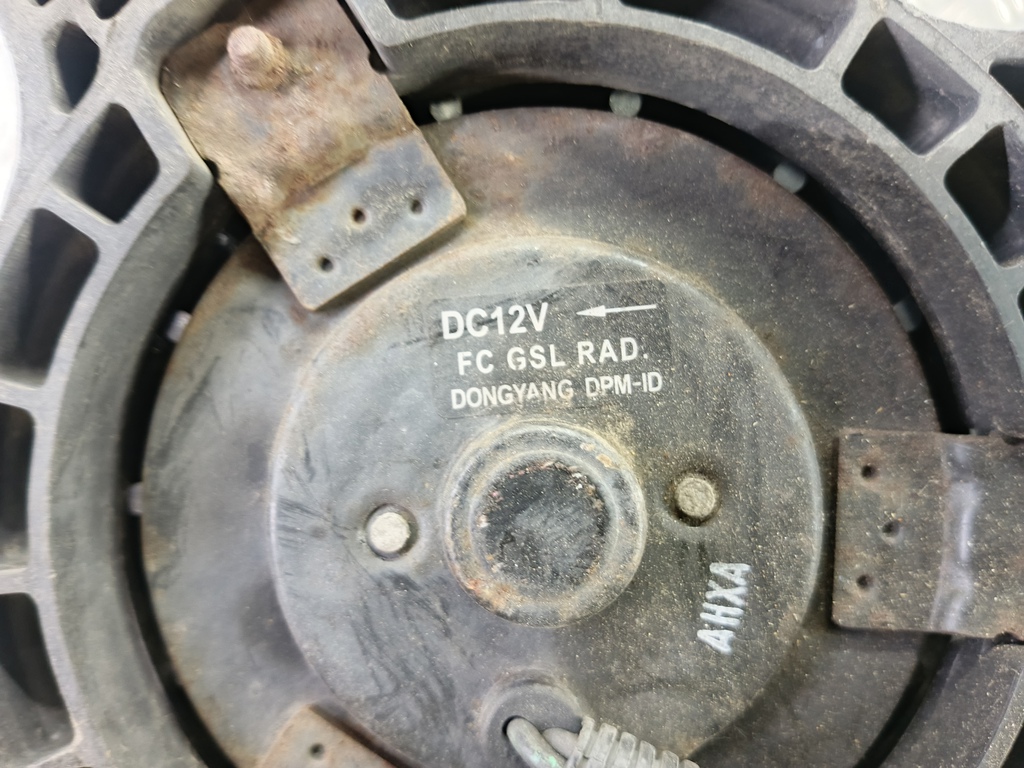 DC12V
FC GSL RAD.
DONGYANG DPM-ID
AHXA